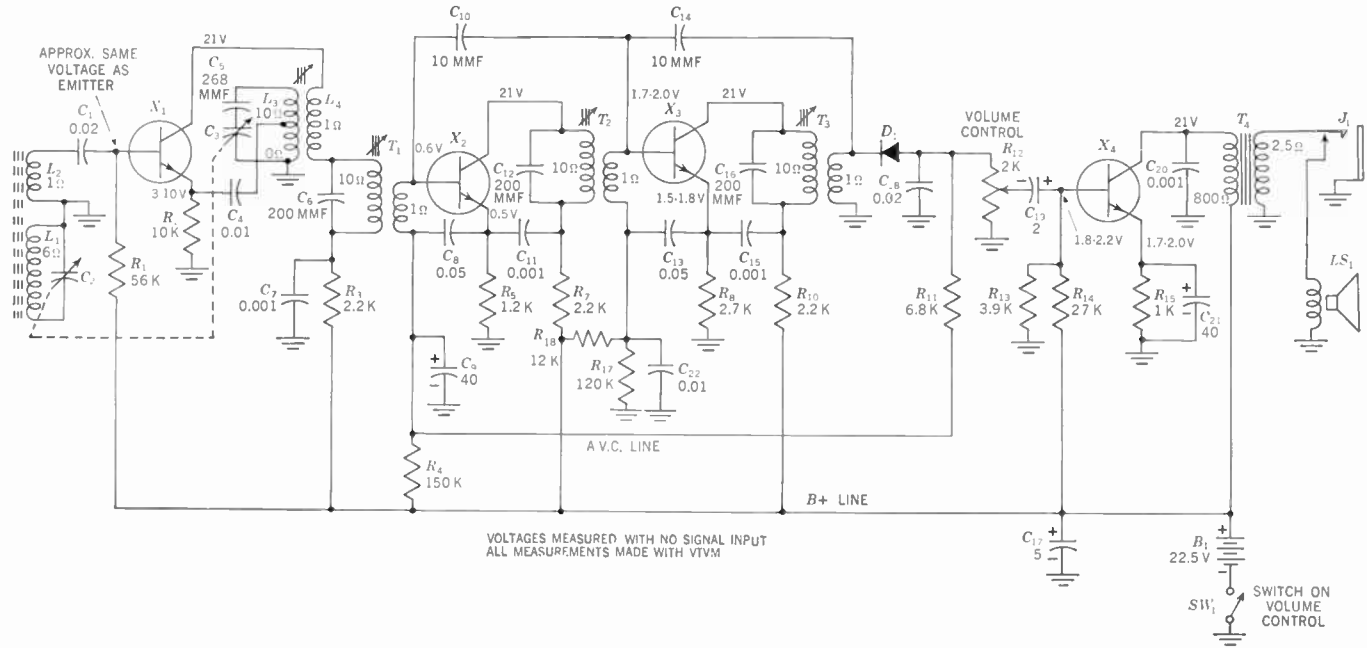 C10
10 MMF
C14
10 MMF
APPROX. SAME
VOLTAGE AS
EMITTER
21V
C5
268
MMF
C1
0.02
X1
L3
10Ω
L4
1Ω
C3
0Ω
T1
L2
1Ω
3.10V
R
10K
C4
0.01
C6
200 MMF
10Ω
1Ω
L1
6Ω
R1
56K
C7
0.001
R3
2.2K
0.6V
X2
21V
C12
200
MMF
10Ω
T2
1Ω
0.5V
C8
0.05
C11
0.001
R5
1.2K
R7
2.2K
R18
12K
C9
40
1.7-2.0V
X3
21V
C16
200
MMF
10Ω
T3
1Ω
1.5-1.8V
C13
0.05
C15
0.001
R8
2.7K
R10
2.2K
R17
120K
C22
0.01
0.02
VOLUME
CONTROL
R12
2K
2
R11
6.8K
X4
21V
C20
0.001
800Ω
T4
2.5Ω
J1
1.8-2.2V
1.7-2.0V
R13
3.9K
R14
27K
R15
1K
C21
40
LS1
A.V.C. LINE
R4
150K
B+ LINE
VOLTAGES MEASURED WITH NO SIGNAL INPUT
ALL MEASUREMENTS MADE WITH VTVM
C17
5
B1
22.5V
SW1
SWITCH ON
VOLUME
CONTROL